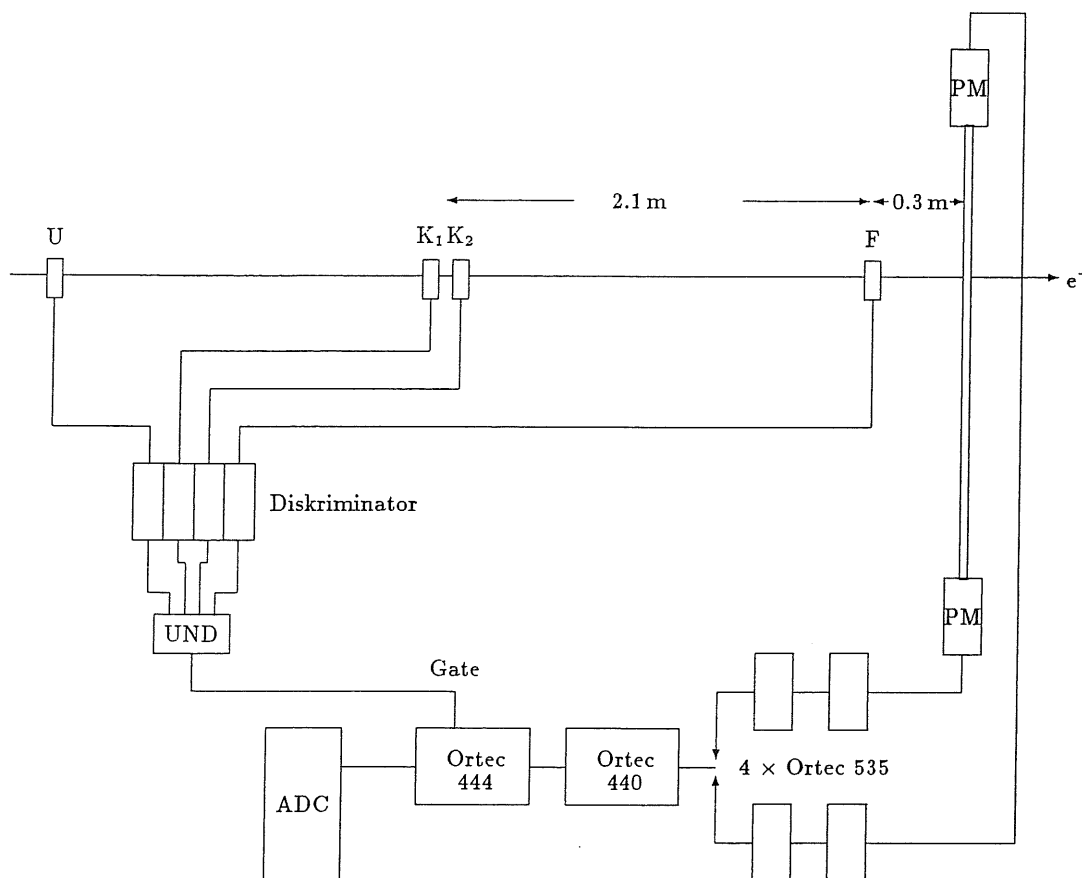 PM
2.1 m
0.3 m
U
K₁ K₂
F
e⁻
Diskriminator
UND
PM
Gate
Ortec
444
Ortec
440
4 × Ortec 535
ADC